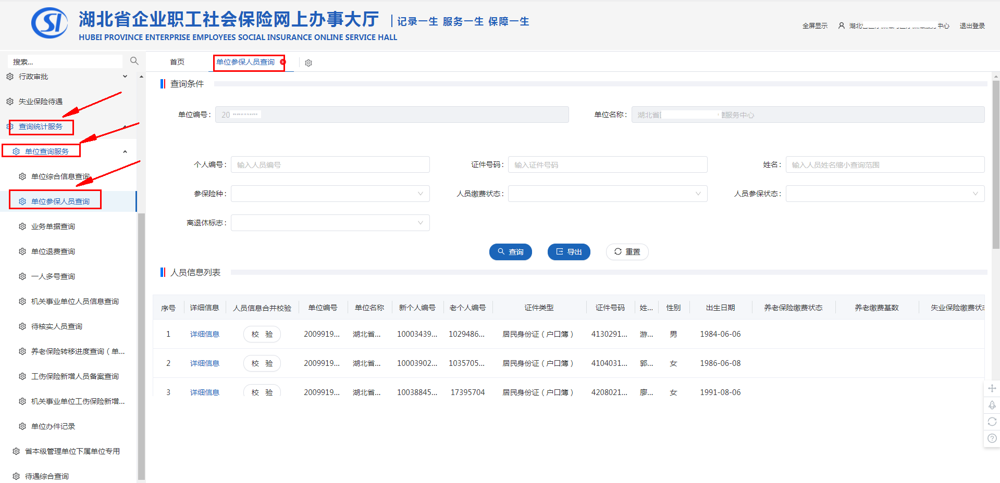 湖北省企业职工社会保险网上办事大厅 | 记录一生 服务一生 保障一生
HUBEI PROVINCE ENTERPRISE EMPLOYEES SOCIAL INSURANCE ONLINE SERVICE HALL
全屏显示 湖北 中心 退出登录
搜索...
首页 单位参保人员查询
行政审批
失业保险待遇
查询统计服务
单位查询服务
单位综合信息查询
单位参保人员查询
业务单据查询
单位退费查询
一人多号查询
机关事业单位人员信息查询
待核实人员查询
养老保险转移进度查询（单...
工伤保险新增人员备案查询
机关事业单位工伤保险新增...
单位办件记录
省本级管理单位下属单位专用
待遇综合查询
查询条件
单位编号： 20 单位名称： 湖北省 服务中心
个人编号： 输入人员编号 证件号码： 输入证件号码 姓名： 输入人员姓名缩小查询范围
参保险种： 人员缴费状态： 人员参保状态：
离退休标志：
查询 导出 重置
人员信息列表
序号 详细信息 人员信息合并校验 单位编号 单位名称 新个人编号 老个人编号 证件类型 证件号码 姓... 性别 出生日期 养老保险缴费状态 养老缴费基数 失业保险缴费状
1 详细信息 校 验 2009919... 湖北省... 10003439... 1029486... 居民身份证（户口簿） 4130291... 游... 男 1984-06-06
2 详细信息 校 验 2009919... 湖北省... 10003902... 1035705... 居民身份证（户口簿） 4104031... 郭... 女 1986-06-08
3 详细信息 校 验 2009919... 湖北省... 10038845... 17395704 居民身份证（户口簿） 4208021... 廖... 女 1991-08-06